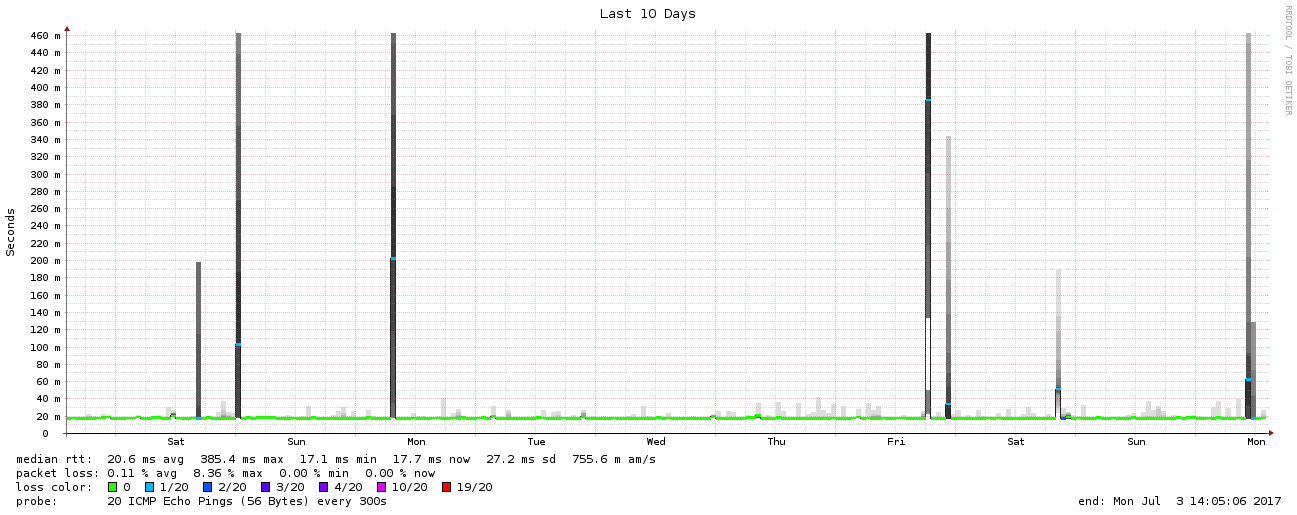 Last 10 Days
RRDTOOL / TOBI OETIKER
Seconds
460 m
440 m
420 m
400 m
380 m
360 m
340 m
320 m
300 m
280 m
260 m
240 m
220 m
200 m
180 m
160 m
140 m
120 m
100 m
80 m
60 m
40 m
20 m
0
Sat Sun Mon Tue Wed Thu Fri Sat Sun Mon
median rtt: 20.6 ms avg 385.4 ms max 17.1 ms min 17.7 ms now 27.2 ms sd 755.6 m am/s
packet loss: 0.11 % avg 8.36 % max 0.00 % min 0.00 % now
loss color: 0 1/20 2/20 3/20 4/20 10/20 19/20
probe: 20 ICMP Echo Pings (56 Bytes) every 300s end: Mon Jul 3 14:05:06 2017